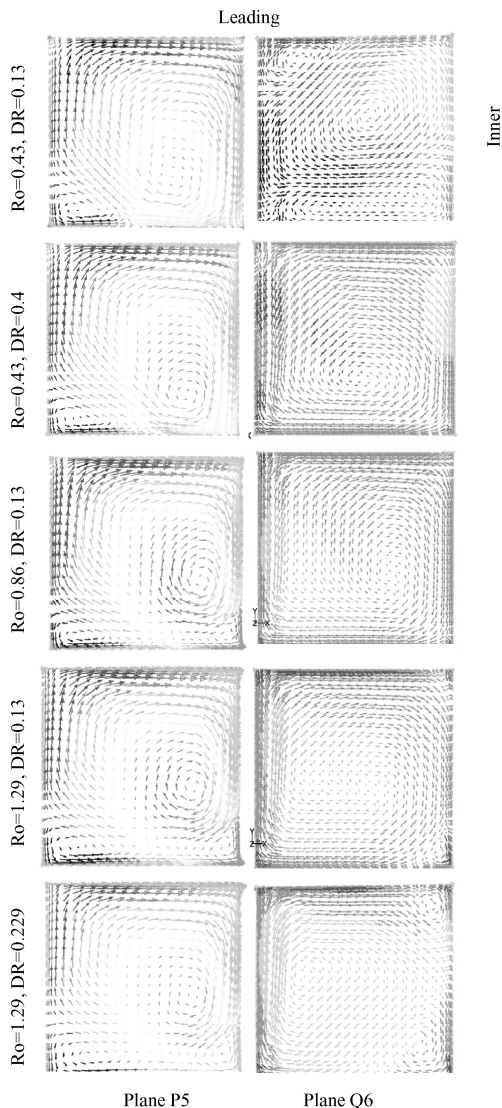 Leading
Ro=0.43, DR=0.13
Inner
Ro=0.43, DR=0.4
Ro=0.86, DR=0.13
Y
Z X
Ro=1.29, DR=0.13
Y
Z X
Ro=1.29, DR=0.229
Plane P5 Plane Q6